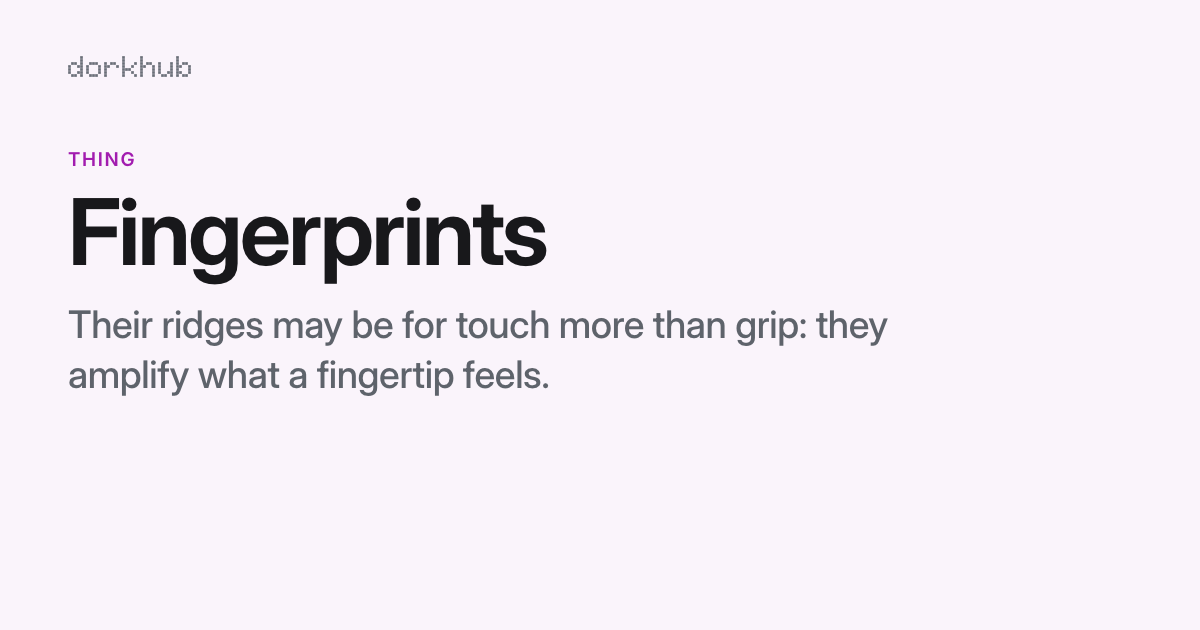 dorkhub
THING
Fingerprints
Their ridges may be for touch more than grip: they
amplify what a fingertip feels.